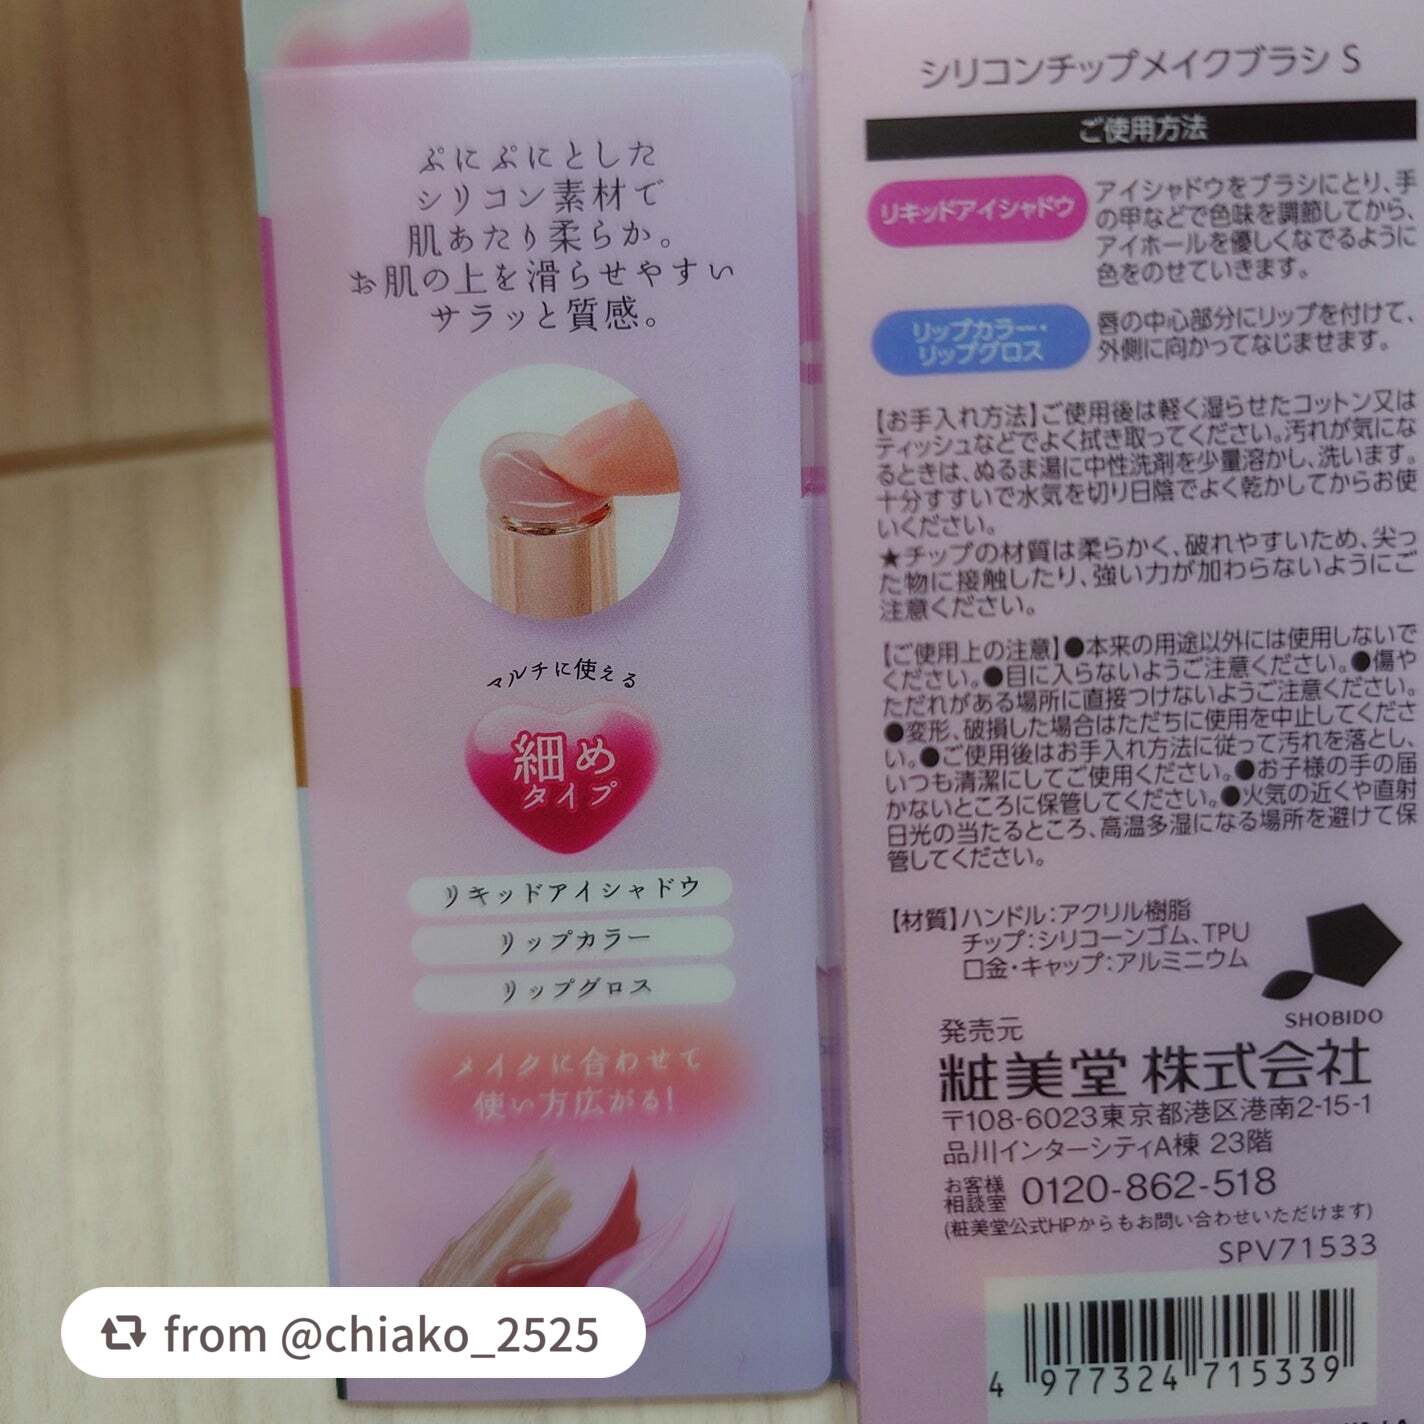 ぷにぷにとした
シリコン素材で
肌あたり柔らか。
お肌の上を滑らせやすい
サラッと質感。
マルチに使える
細め
タイプ
リキッドアイシャドウ
リップカラー
リップグロス
メイクに合わせて
使い方広がる!
シリコンチップメイクブラシ S
ご使用方法
リキッドアイシャドウ
アイシャドウをブラシにとり、手
の甲などで色味を調節してから、
アイホールを優しくなでるように
色をのせていきます。
リップカラー・
リップグロス
唇の中心部分にリップを付けて、
外側に向かってなじませます。
【お手入れ方法】ご使用後は軽く湿らせたコットン又は
ティッシュなどでよく拭き取ってください。汚れが気にな
るときは、ぬるま湯に中性洗剤を少量溶かし、洗います。
十分すすいで水気を切り日陰でよく乾かしてからお使
いください。
★チップの材質は柔らかく、破れやすいため、尖っ
た物に接触したり、強い力が加わらないようにご
注意ください。
【ご使用上の注意】●本来の用途以外には使用しないで
ください。●目に入らないようご注意ください。●傷や
ただれがある場所に直接つけないようご注意ください。
●変形、破損した場合はただちに使用を中止してくださ
い。●ご使用後はお手入れ方法に従って汚れを落とし、
いつも清潔にしてご使用ください。●お子様の手の届
かないところに保管してください。●火気の近くや直射
日光の当たるところ、高温多湿になる場所を避けて保
管してください。
【材質】ハンドル:アクリル樹脂
チップ:シリコーンゴム、TPU
口金・キャップ:アルミニウム
SHOBIDO
発売元
粧美堂 株式会社
〒108-6023東京都港区港南2-15-1
品川インターシティA棟 23階
お客様
相談室 0120-862-518
(粧美堂公式HPからもお問い合わせいただけます)
SPV71533
4 977324 715339
from @chiako_2525